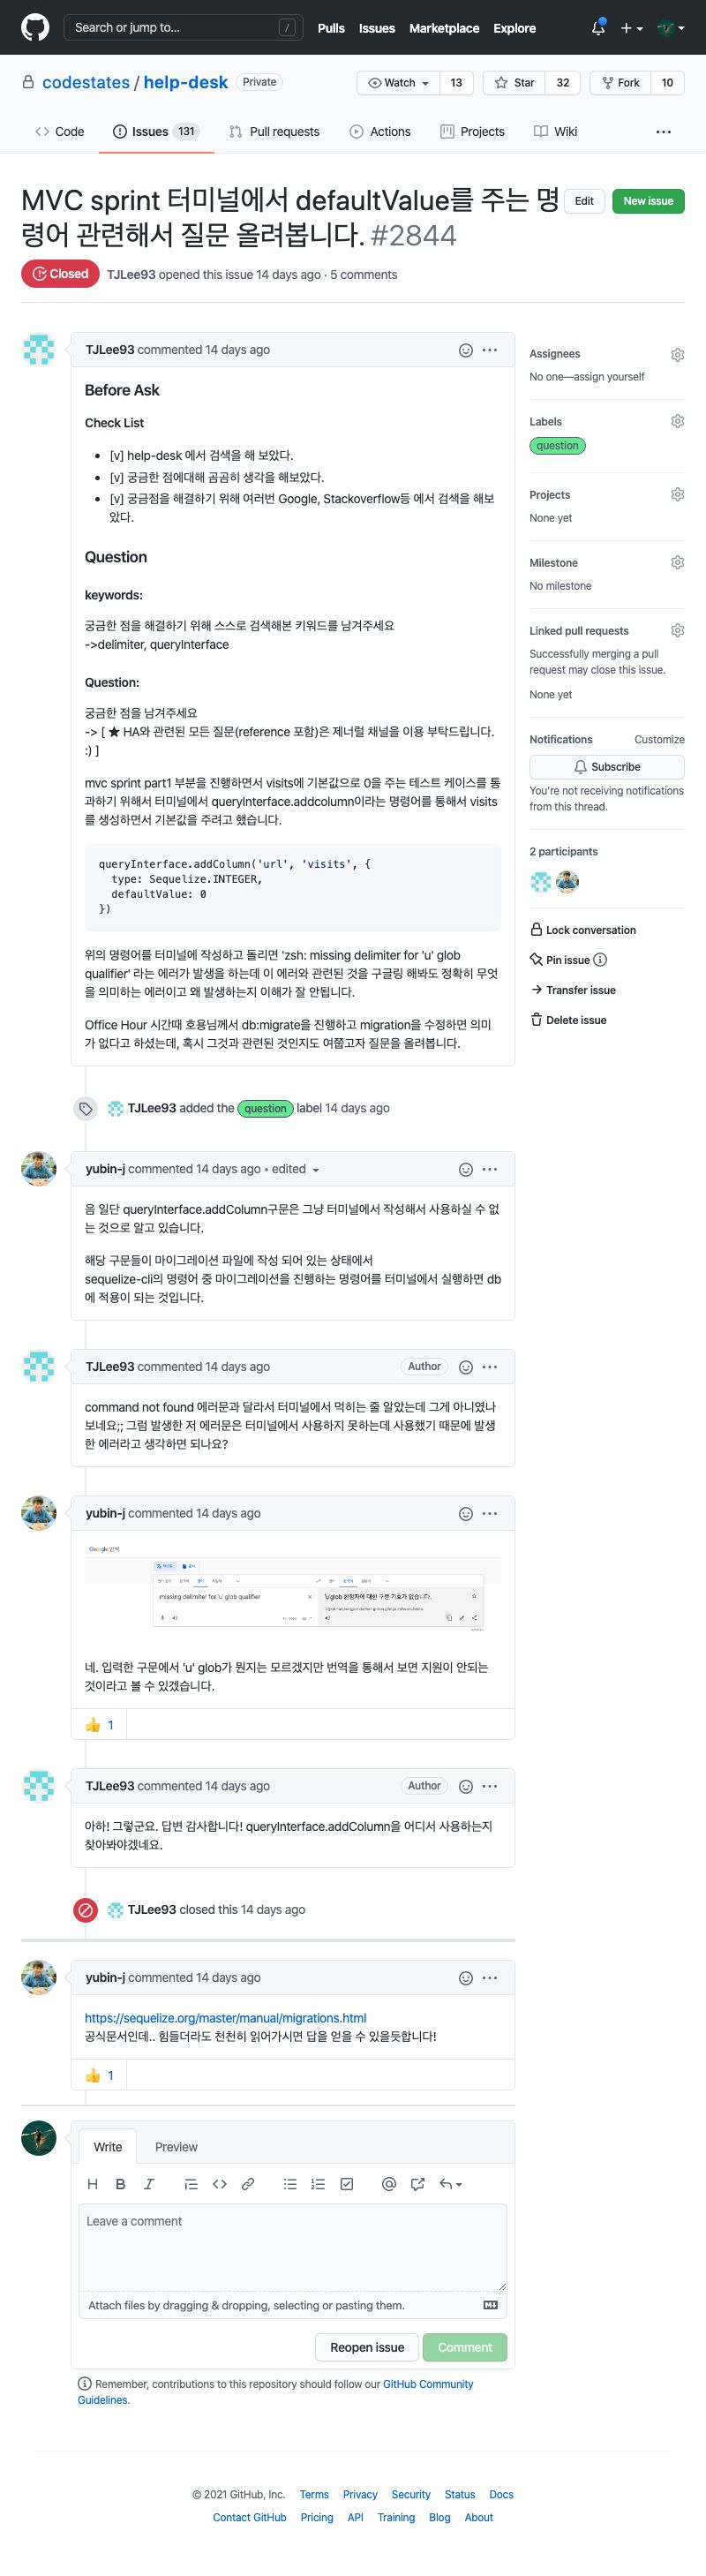 Search or jump to... /
Pulls Issues Marketplace Explore
codestates / help-desk Private
Watch 13 Star 32 Fork 10
Code Issues 131 Pull requests Actions Projects Wiki
MVC sprint 터미널에서 defaultValue를 주는 명
령어 관련해서 질문 올려봅니다. #2844
Edit New issue
Closed TJLee93 opened this issue 14 days ago · 5 comments
TJLee93 commented 14 days ago
Before Ask
Check List
[v] help-desk 에서 검색을 해 보았다.
[v] 궁금한 점에대해 곰곰히 생각을 해보았다.
[v] 궁금점을 해결하기 위해 여러번 Google, Stackoverflow등 에서 검색을 해보
았다.
Question
keywords:
궁금한 점을 해결하기 위해 스스로 검색해본 키워드를 남겨주세요
->delimiter, queryInterface
Question:
궁금한 점을 남겨주세요
-> [ ★ HA와 관련된 모든 질문(reference 포함)은 제너럴 채널을 이용 부탁드립니다.
:) ]
mvc sprint part1 부분을 진행하면서 visits에 기본값으로 0을 주는 테스트 케이스를 통
과하기 위해서 터미널에서 queryInterface.addcolumn이라는 명령어를 통해서 visits
를 생성하면서 기본값을 주려고 했습니다.
queryInterface.addColumn('url', 'visits', {
type: Sequelize.INTEGER,
defaultValue: 0
})
위의 명령어를 터미널에 작성하고 돌리면 'zsh: missing delimiter for 'u' glob
qualifier' 라는 에러가 발생을 하는데 이 에러와 관련된 것을 구글링 해봐도 정확히 무엇
을 의미하는 에러이고 왜 발생하는지 이해가 잘 안됩니다.
Office Hour 시간때 호용님께서 db:migrate을 진행하고 migration을 수정하면 의미
가 없다고 하셨는데, 혹시 그것과 관련된 것인지도 여쭙고자 질문을 올려봅니다.
Assignees
No one—assign yourself
Labels
question
Projects
None yet
Milestone
No milestone
Linked pull requests
Successfully merging a pull
request may close this issue.
None yet
Notifications Customize
Subscribe
You're not receiving notifications
from this thread.
2 participants
Lock conversation
Pin issue
Transfer issue
Delete issue
TJLee93 added the question label 14 days ago
yubin-j commented 14 days ago • edited
음 일단 queryInterface.addColumn구문은 그냥 터미널에서 작성해서 사용하실 수 없
는 것으로 알고 있습니다.
해당 구문들이 마이그레이션 파일에 작성 되어 있는 상태에서
sequelize-cli의 명령어 중 마이그레이션을 진행하는 명령어를 터미널에서 실행하면 db
에 적용이 되는 것입니다.
TJLee93 commented 14 days ago Author
command not found 에러문과 달라서 터미널에서 먹히는 줄 알았는데 그게 아니였나
보네요;; 그럼 발생한 저 에러문은 터미널에서 사용하지 못하는데 사용했기 때문에 발생
한 에러라고 생각하면 되나요?
yubin-j commented 14 days ago
Google 번역
missing delimiter for 'u' glob qualifier
'u'glob 한정자에 대한 구분 기호가 없습니다.
네. 입력한 구문에서 'u' glob가 뭔지는 모르겠지만 번역을 통해서 보면 지원이 안되는
것이라고 볼 수 있겠습니다.
👍 1
TJLee93 commented 14 days ago Author
아하! 그렇군요. 답변 감사합니다! queryInterface.addColumn을 어디서 사용하는지
찾아봐야겠네요.
TJLee93 closed this 14 days ago
yubin-j commented 14 days ago
https://sequelize.org/master/manual/migrations.html
공식문서인데.. 힘들더라도 천천히 읽어가시면 답을 얻을 수 있을듯합니다!
👍 1
Write Preview
Leave a comment
Attach files by dragging & dropping, selecting or pasting them.
Reopen issue Comment
Remember, contributions to this repository should follow our GitHub Community
Guidelines.
© 2021 GitHub, Inc. Terms Privacy Security Status Docs
Contact GitHub Pricing API Training Blog About